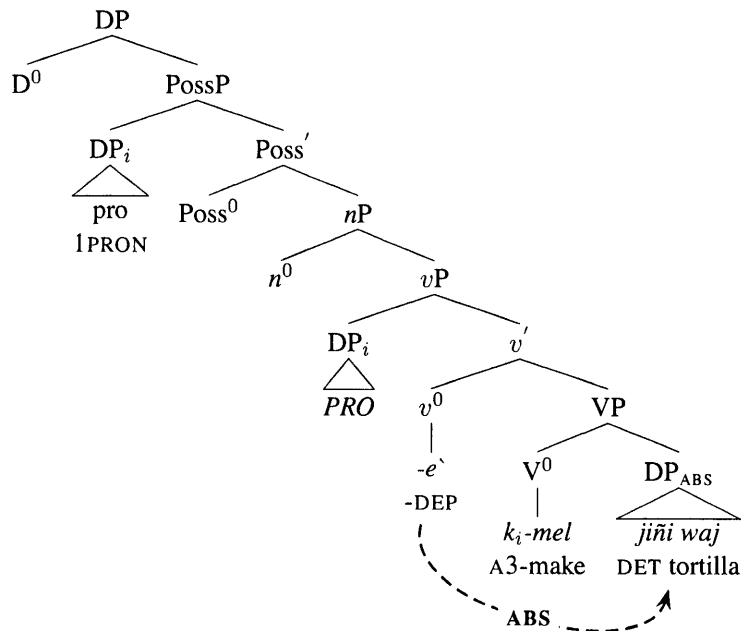 DP
D⁰ PossP
DPᵢ Poss′
pro Poss⁰ nP
1PRON
n⁰ vP
DPᵢ v′
PRO v⁰ VP
-e` V⁰ DP_ABS
-DEP
kᵢ-mel jiñi waj
A3-make DET tortilla
ABS